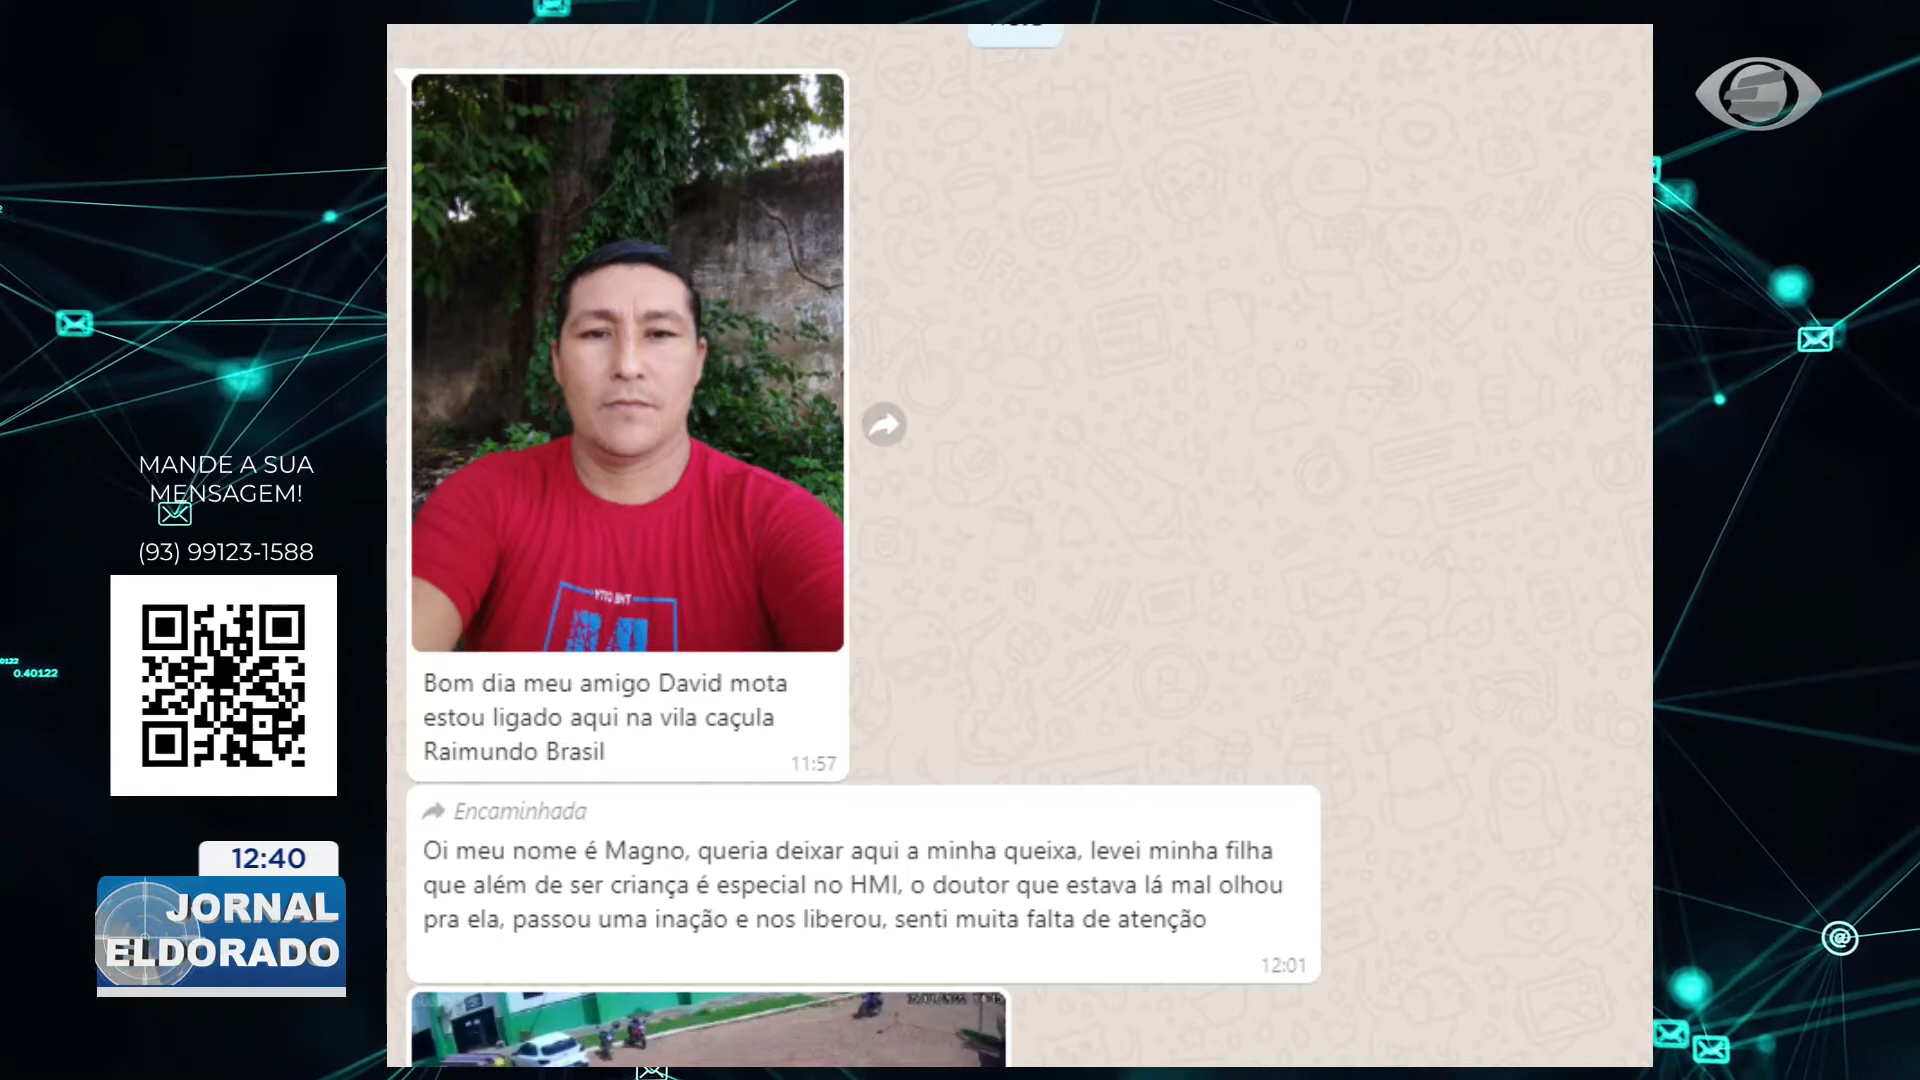 MANDE A SUA
MENSAGEM!
(93) 99123-1588
0.40122
12:40
JORNAL
ELDORADO
Bom dia meu amigo David mota
estou ligado aqui na vila caçula
Raimundo Brasil
11:57
Encaminhada
Oi meu nome é Magno, queria deixar aqui a minha queixa, levei minha filha
que além de ser criança é especial no HMI, o doutor que estava lá mal olhou
pra ela, passou uma inação e nos liberou, senti muita falta de atenção
12:01